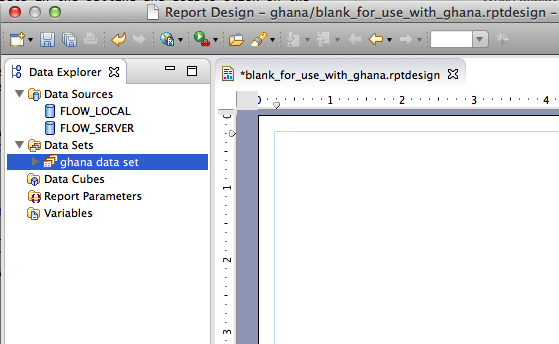 Report Design – ghana/blank_for_use_with_ghana.rptdesign –
Data Explorer
*blank_for_use_with_ghana.rptdesign
Data Sources
FLOW_LOCAL
FLOW_SERVER
Data Sets
ghana data set
Data Cubes
Report Parameters
Variables
0 1 2 3 4
0
1
2
3